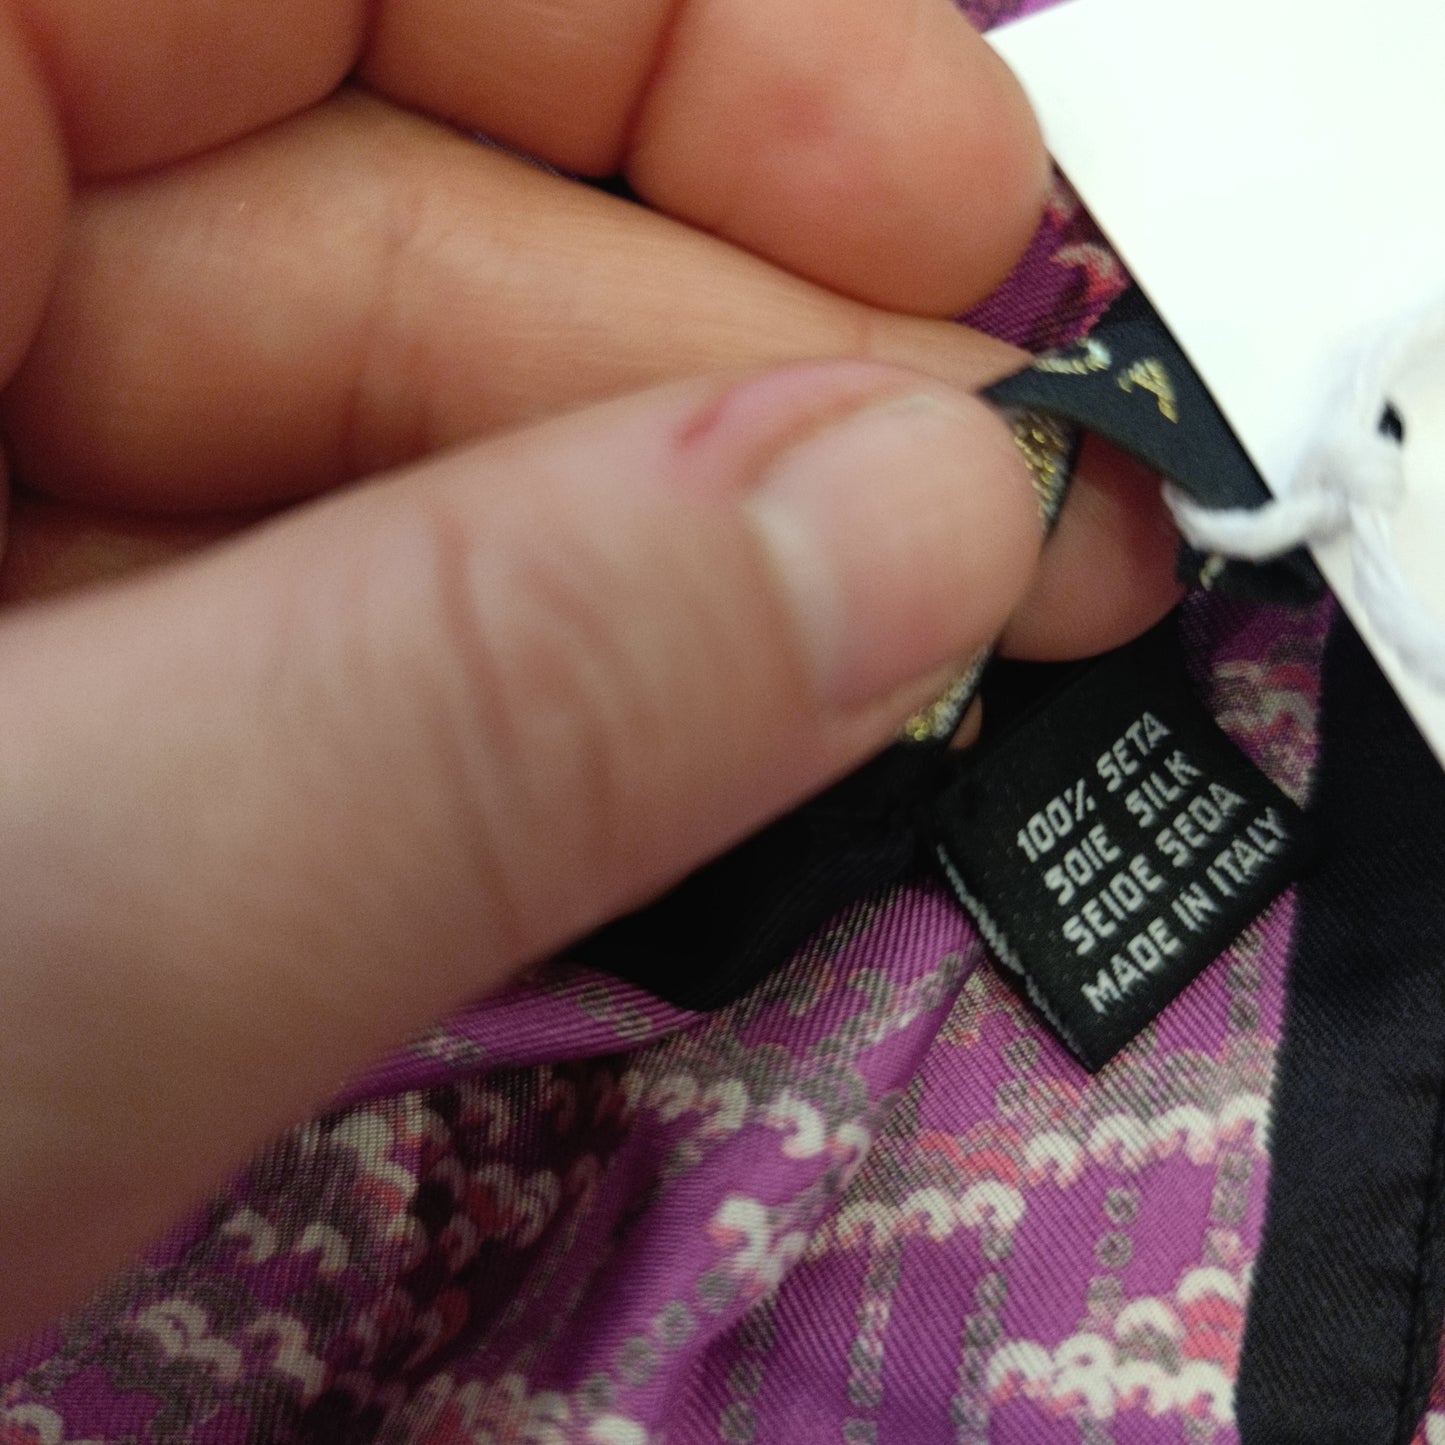 100% SETA
SOIE SILK
SEIDE SEDA
MADE IN ITALY